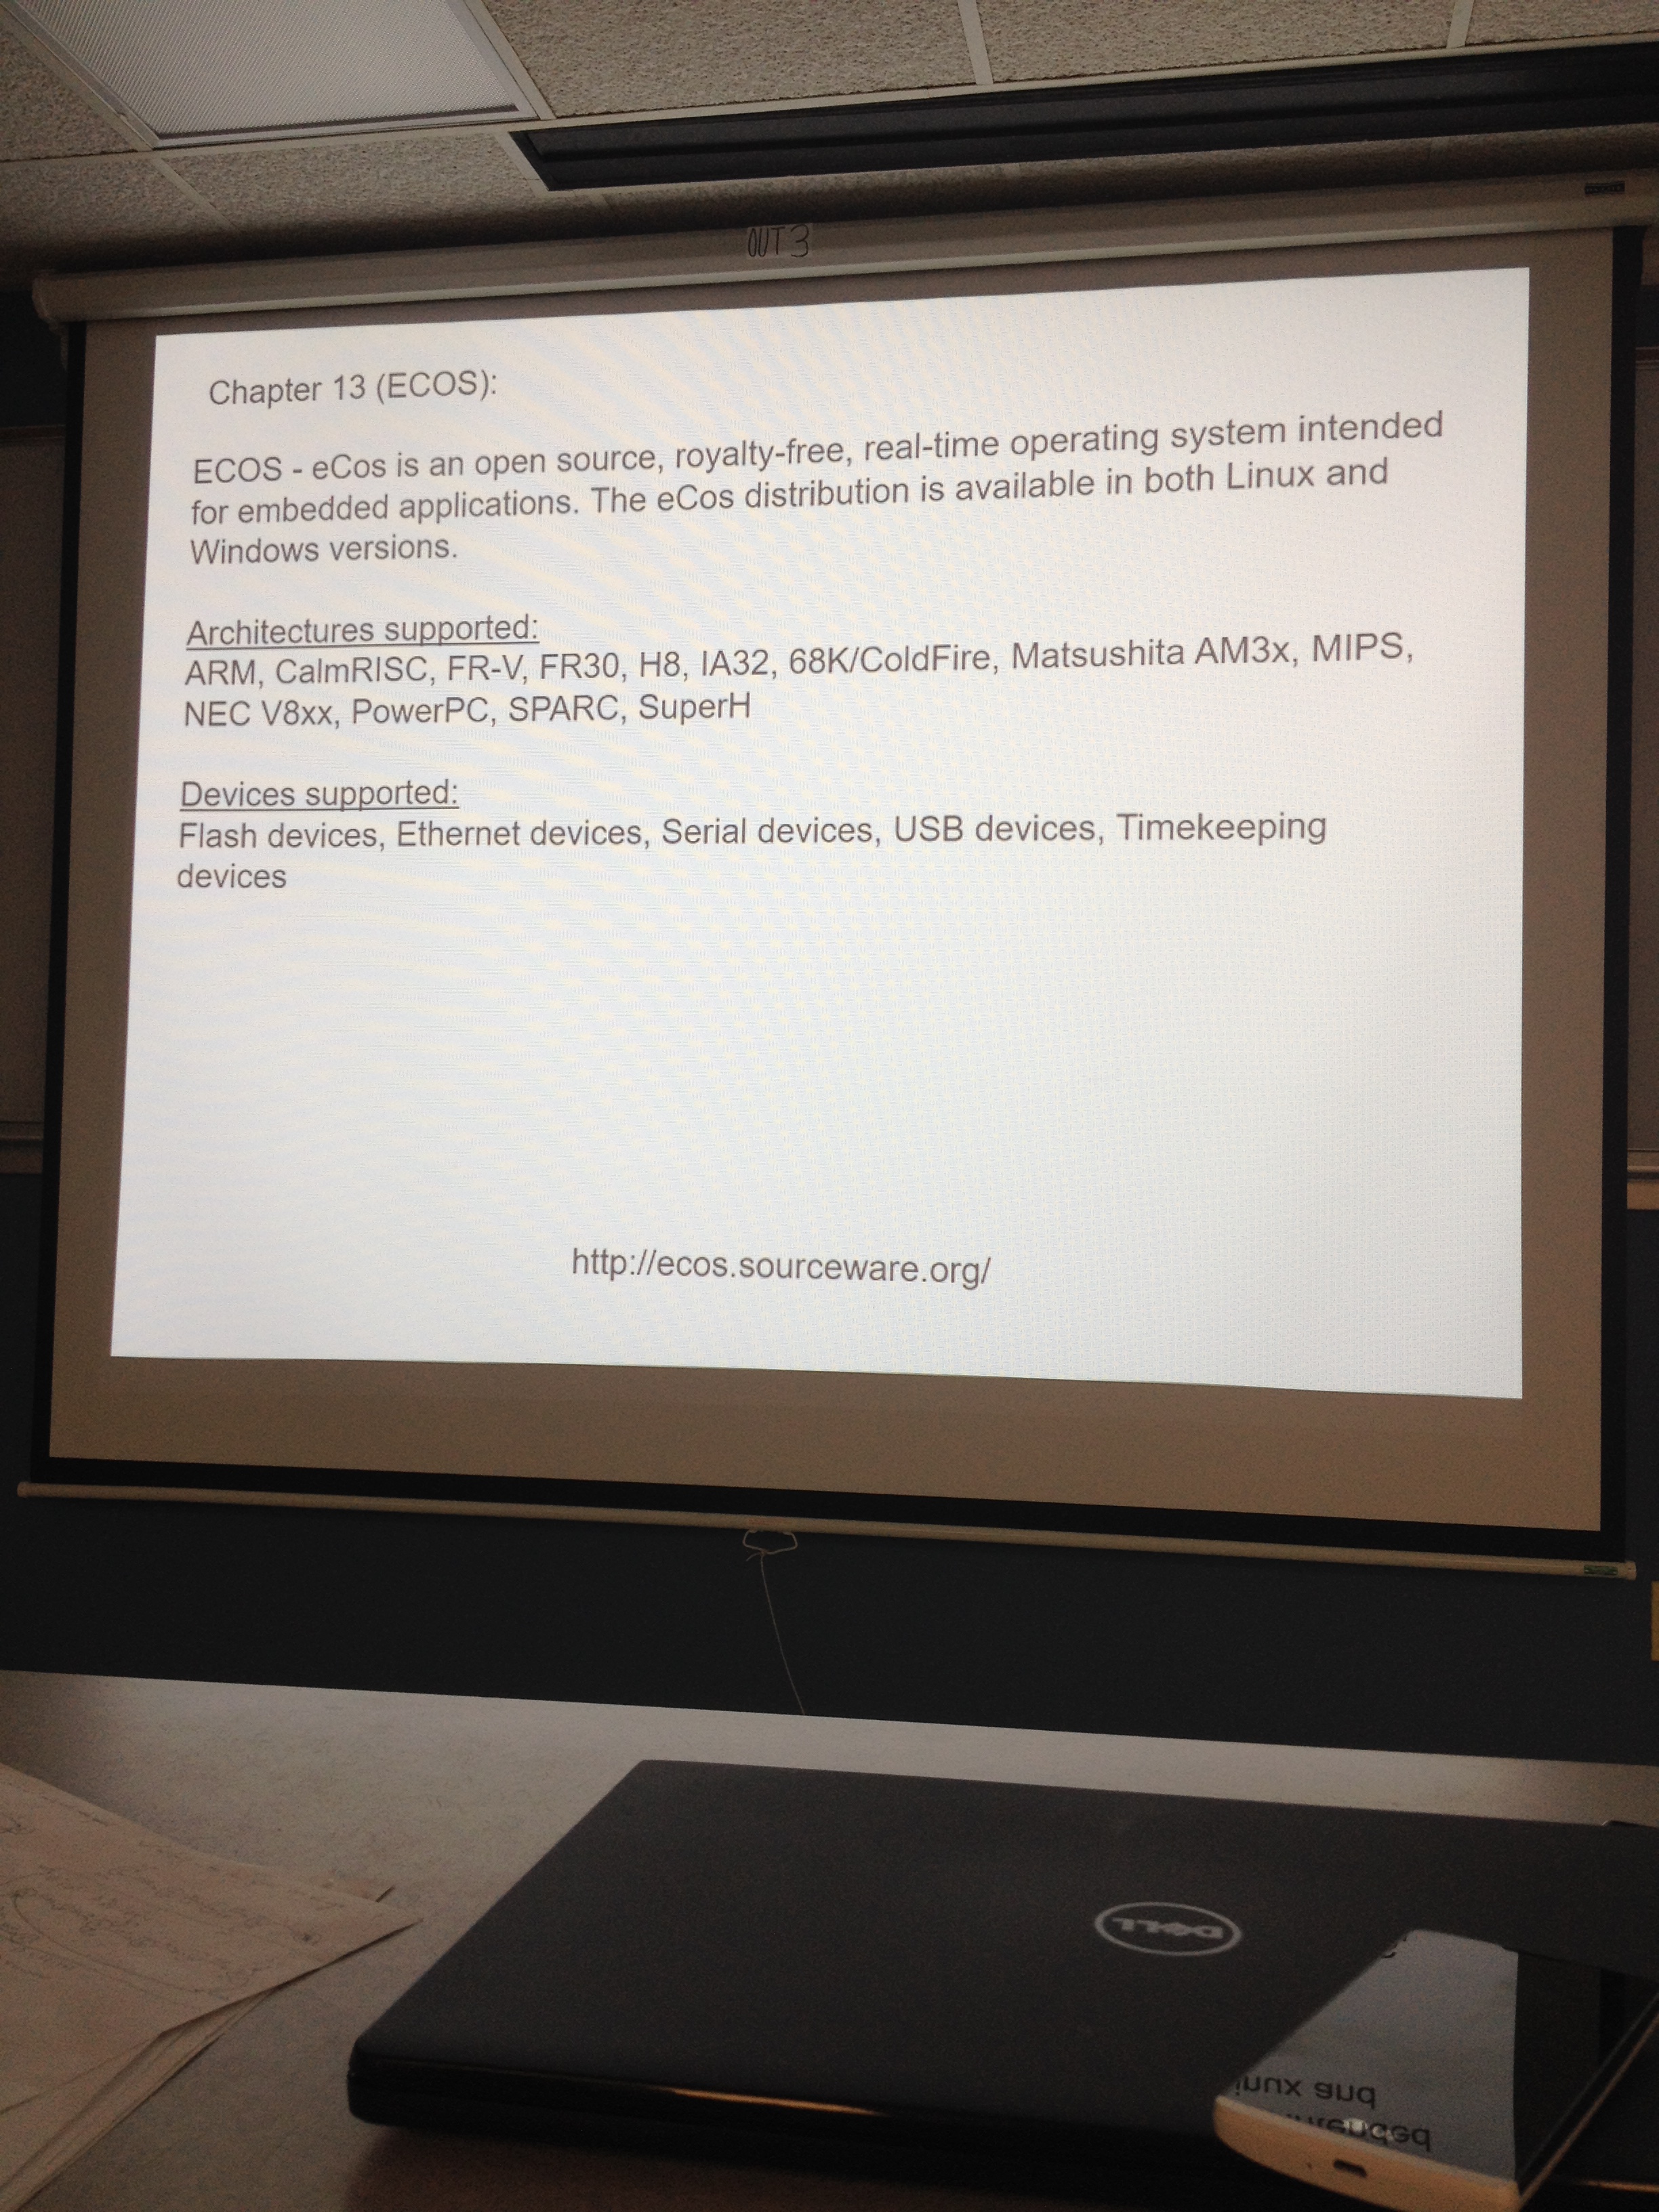 OUT 3
Chapter 13 (ECOS):
ECOS - eCos is an open source, royalty-free, real-time operating system intended
for embedded applications. The eCos distribution is available in both Linux and
Windows versions.
Architectures supported:
ARM, CalmRISC, FR-V, FR30, H8, IA32, 68K/ColdFire, Matsushita AM3x, MIPS,
NEC V8xx, PowerPC, SPARC, SuperH
Devices supported:
Flash devices, Ethernet devices, Serial devices, USB devices, Timekeeping
devices
http://ecos.sourceware.org/
DELL